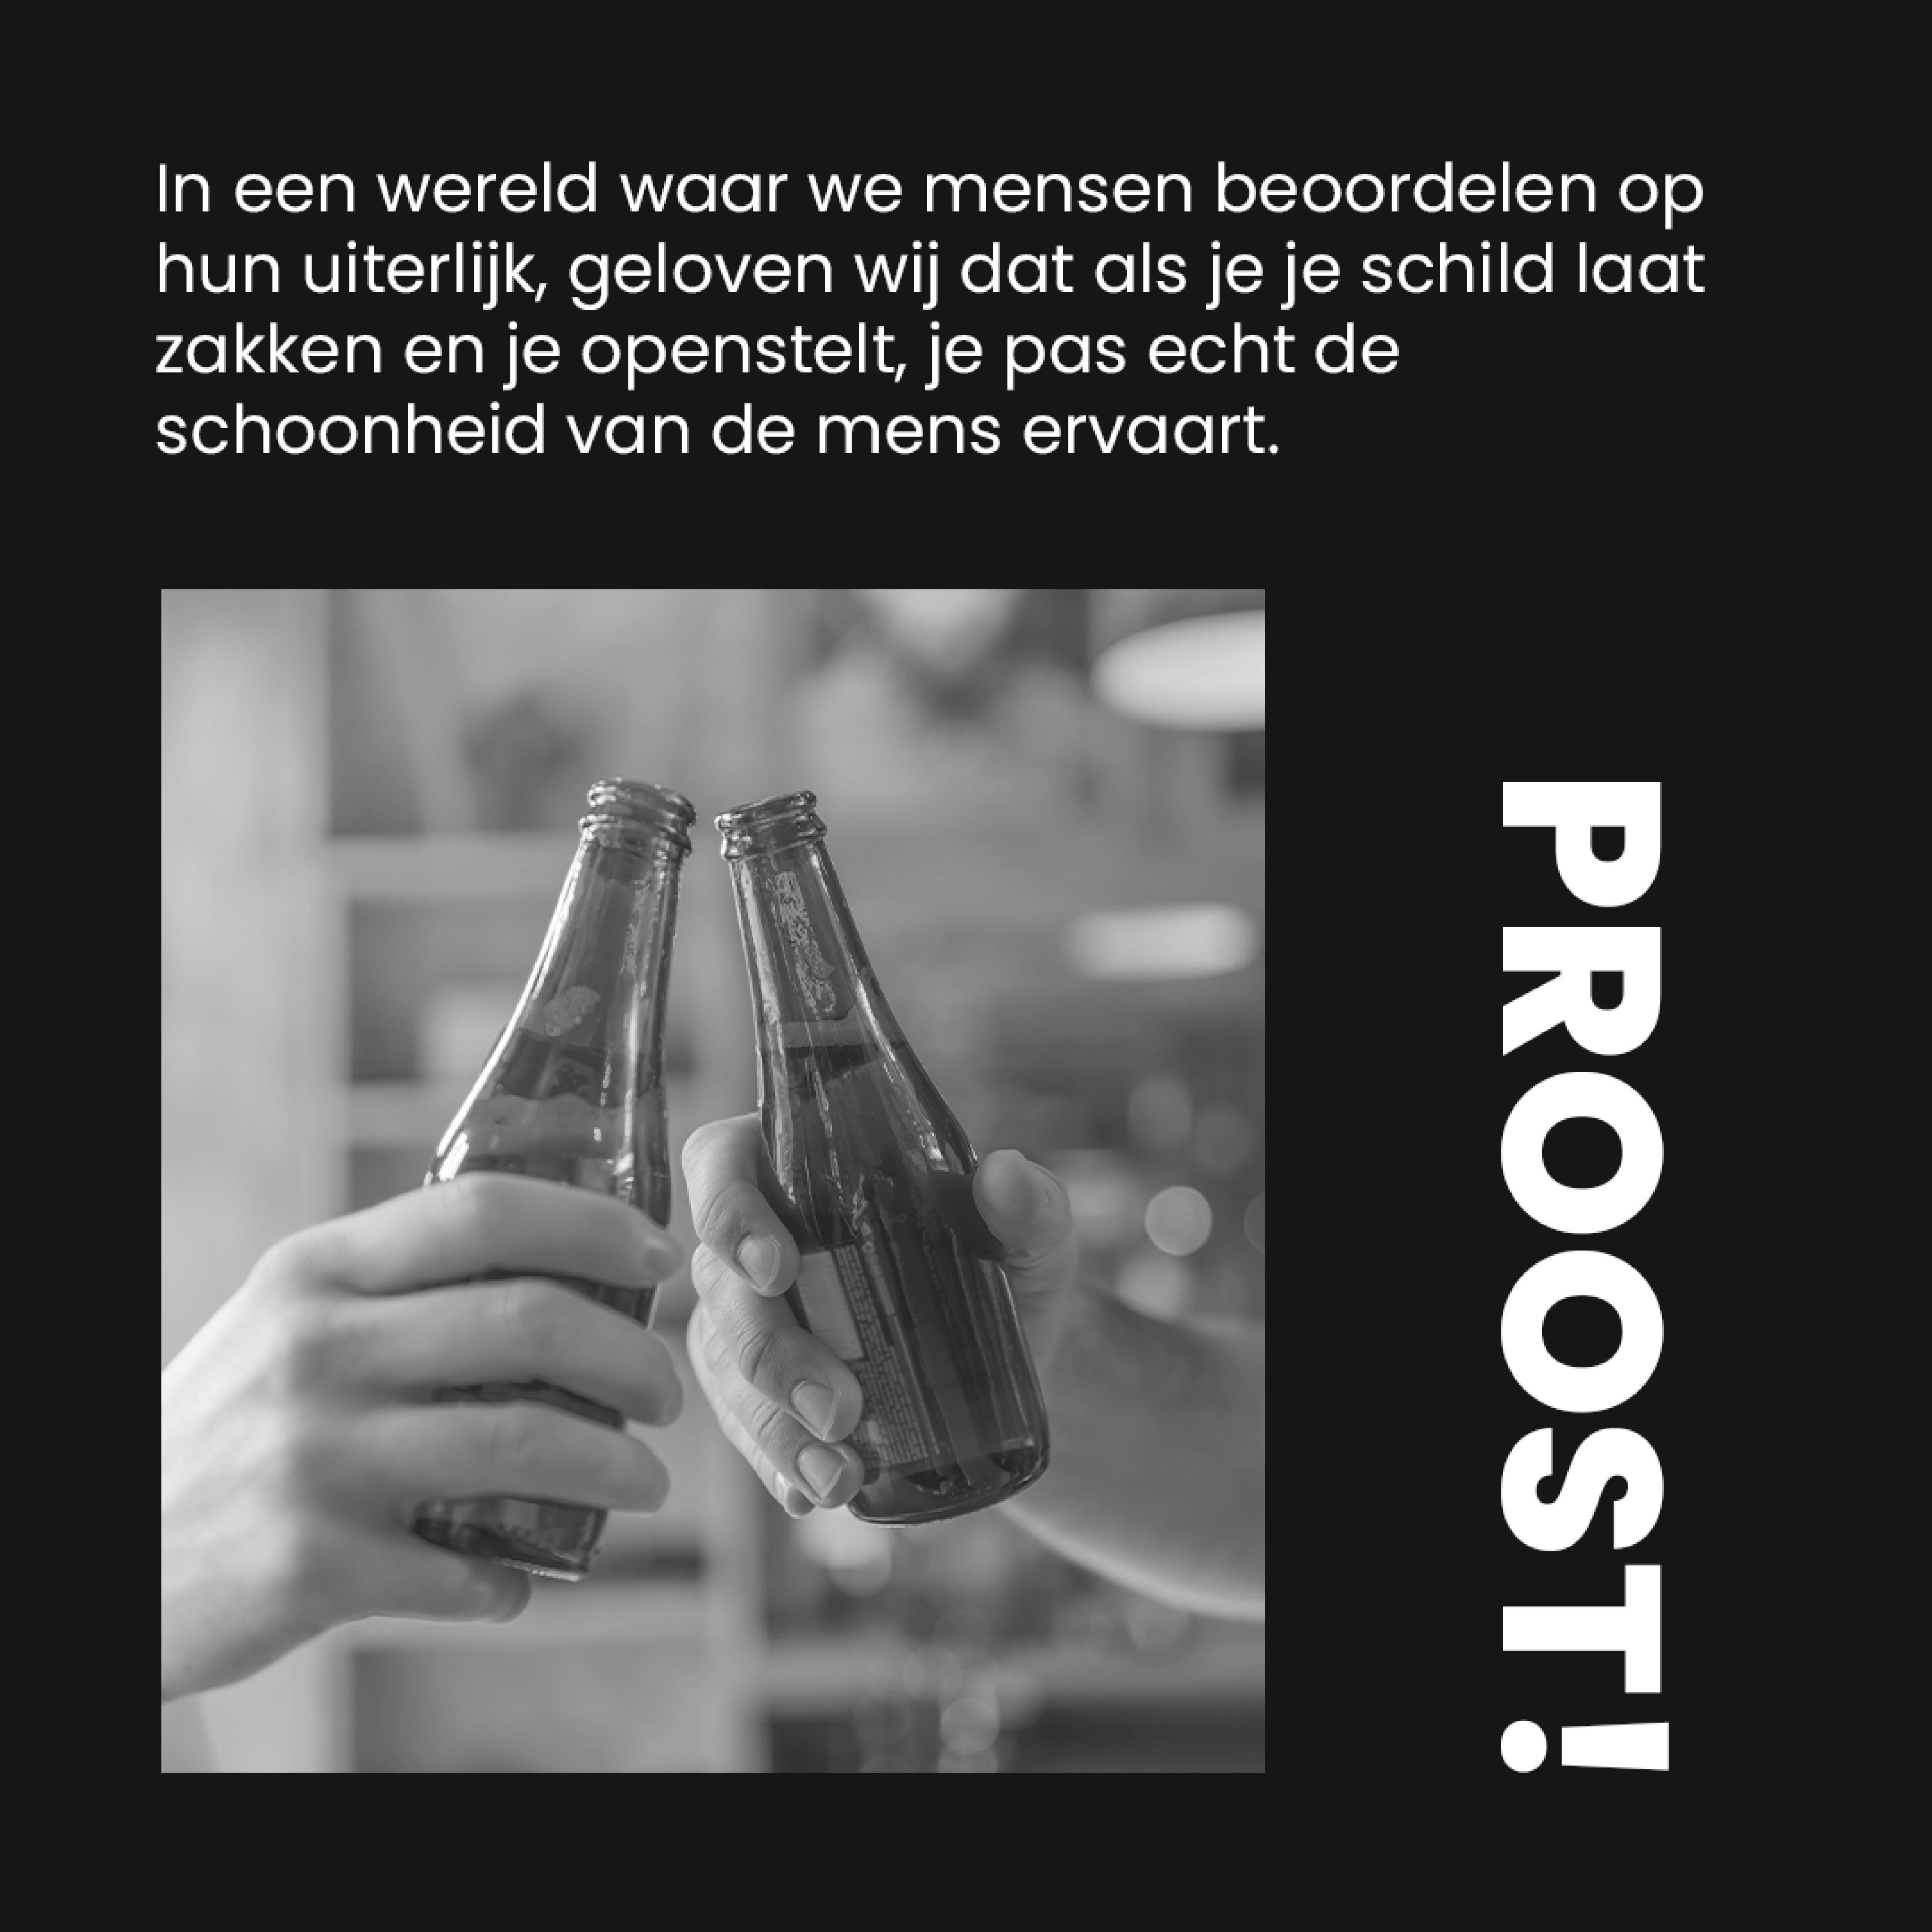 In een wereld waar we mensen beoordelen op
hun uiterlijk, geloven wij dat als je je schild laat
zakken en je openstelt, je pas echt de
schoonheid van de mens ervaart.
PROOST!